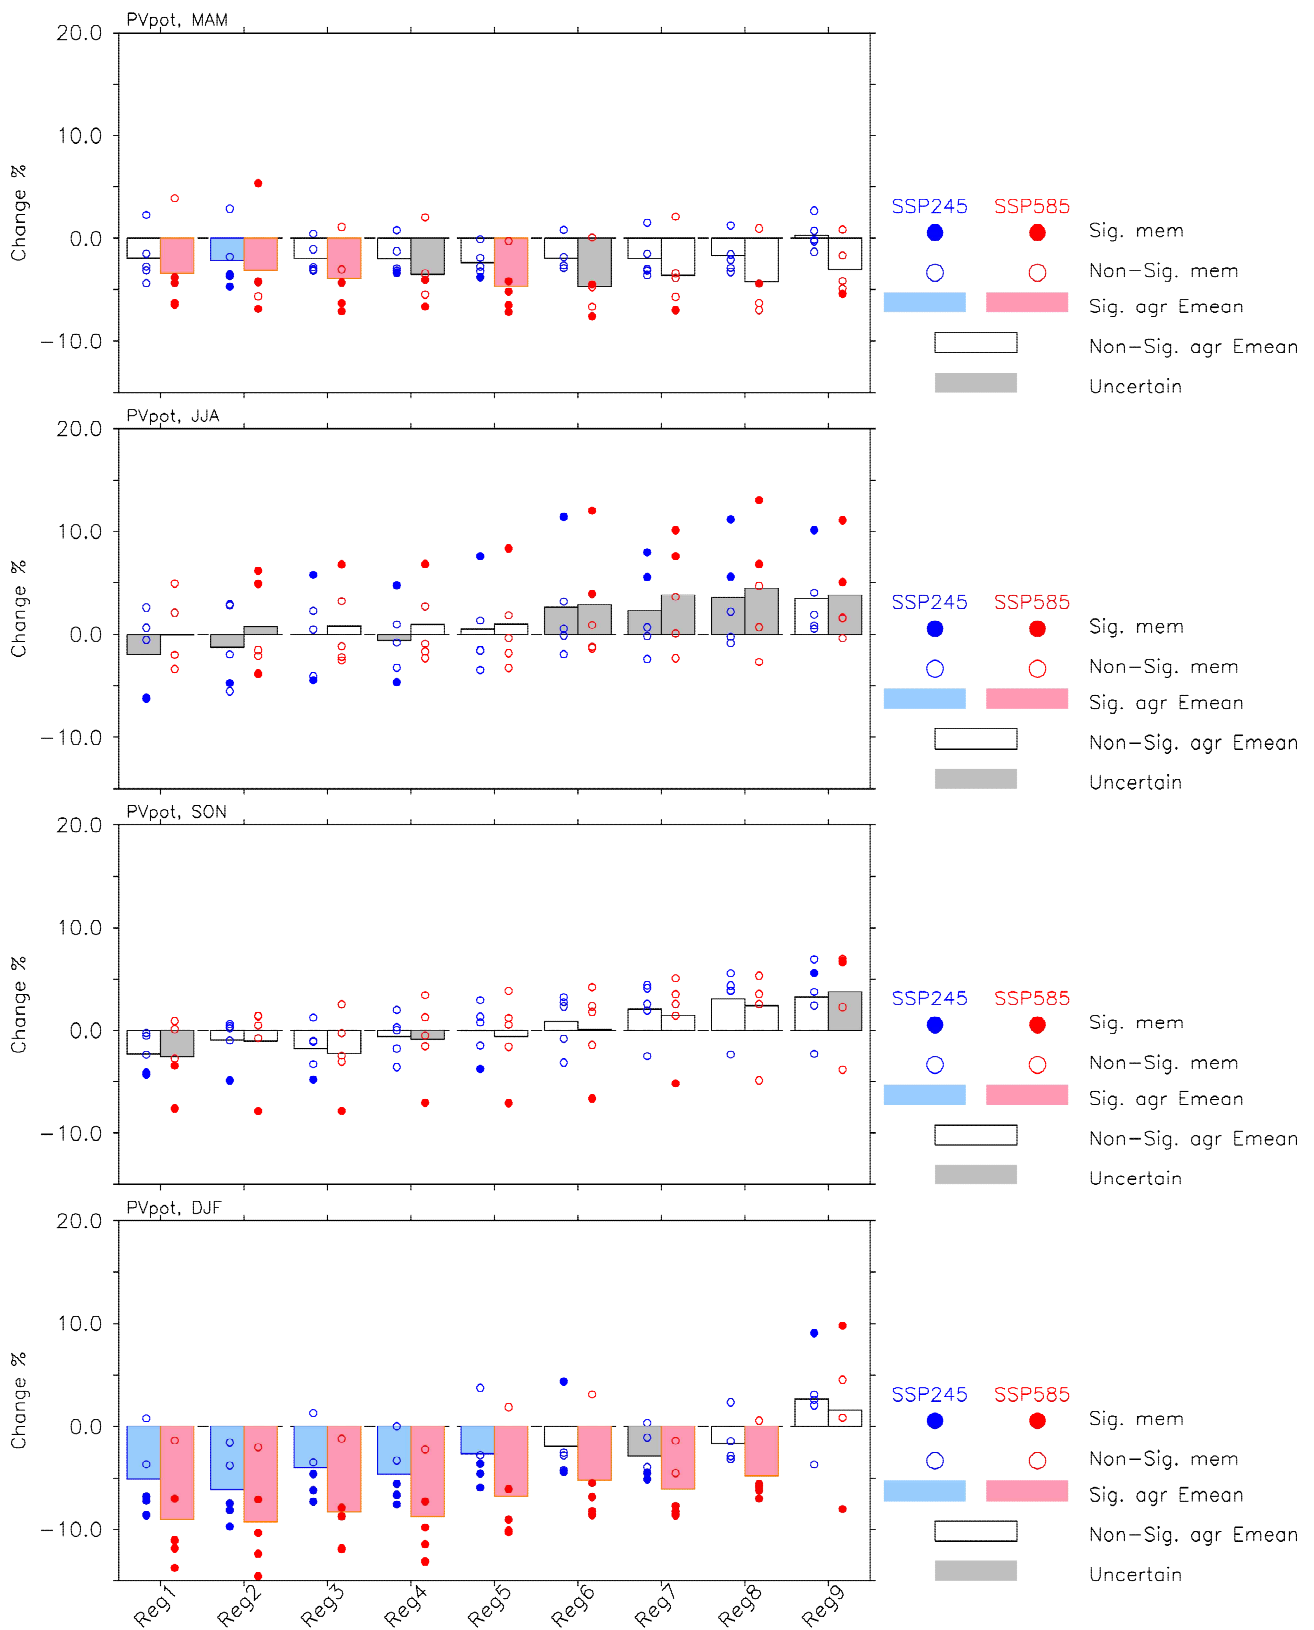 PVpot, MAM
20.0
10.0
0.0
−10.0
Change %
SSP245 SSP585
Sig. mem
Non−Sig. mem
Sig. agr Emean
Non−Sig. agr Emean
Uncertain
PVpot, JJA
20.0
10.0
0.0
−10.0
Change %
SSP245 SSP585
Sig. mem
Non−Sig. mem
Sig. agr Emean
Non−Sig. agr Emean
Uncertain
PVpot, SON
20.0
10.0
0.0
−10.0
Change %
SSP245 SSP585
Sig. mem
Non−Sig. mem
Sig. agr Emean
Non−Sig. agr Emean
Uncertain
PVpot, DJF
20.0
10.0
0.0
−10.0
Change %
SSP245 SSP585
Sig. mem
Non−Sig. mem
Sig. agr Emean
Non−Sig. agr Emean
Uncertain
Reg1 Reg2 Reg3 Reg4 Reg5 Reg6 Reg7 Reg8 Reg9